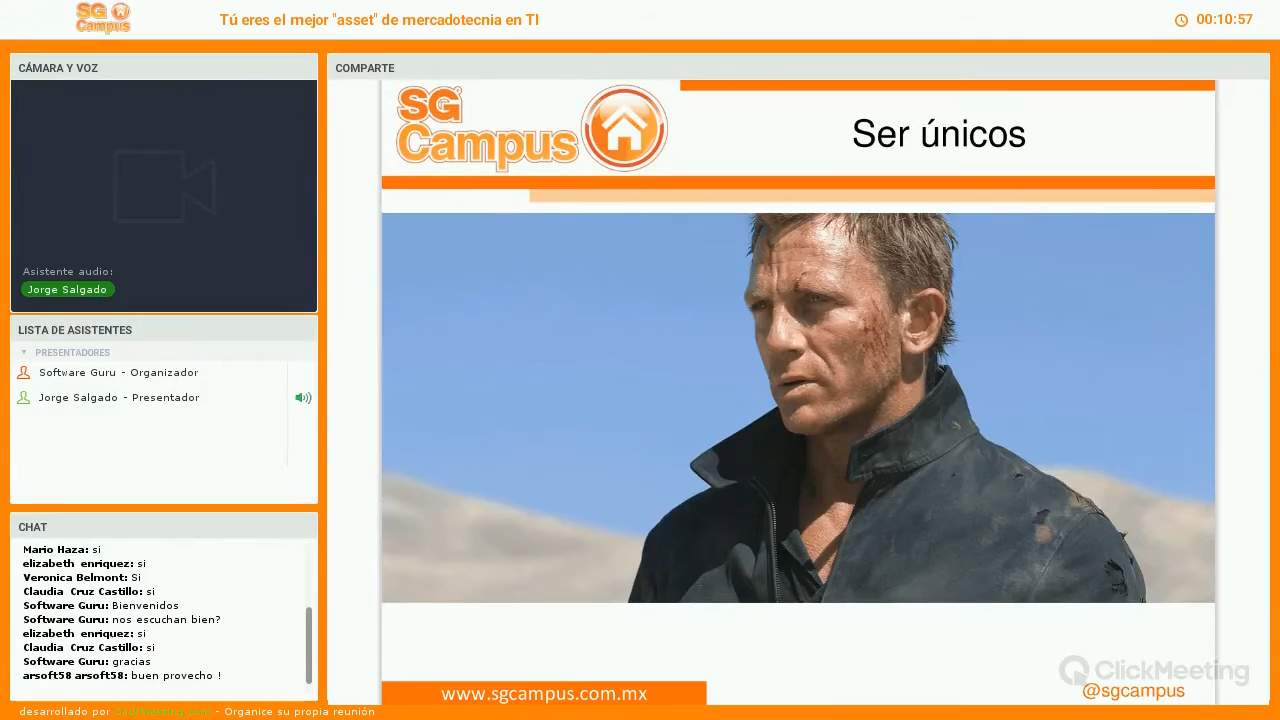 SG Campus
Tú eres el mejor "asset" de mercadotecnia en TI
00:10:57
CÁMARA Y VOZ
Asistente audio:
Jorge Salgado
LISTA DE ASISTENTES
PRESENTADORES
Software Guru - Organizador
Jorge Salgado - Presentador
CHAT
Mario Haza: si
elizabeth enriquez: si
Veronica Belmont: Si
Claudia Cruz Castillo: si
Software Guru: Bienvenidos
Software Guru: nos escuchan bien?
elizabeth enriquez: si
Claudia Cruz Castillo: si
Software Guru: gracias
arsoft58 arsoft58: buen provecho !
desarrollado por ClickMeeting.com - Organice su propia reunión
COMPARTE
SG
Campus
Ser únicos
www.sgcampus.com.mx
ClickMeeting
@sgcampus